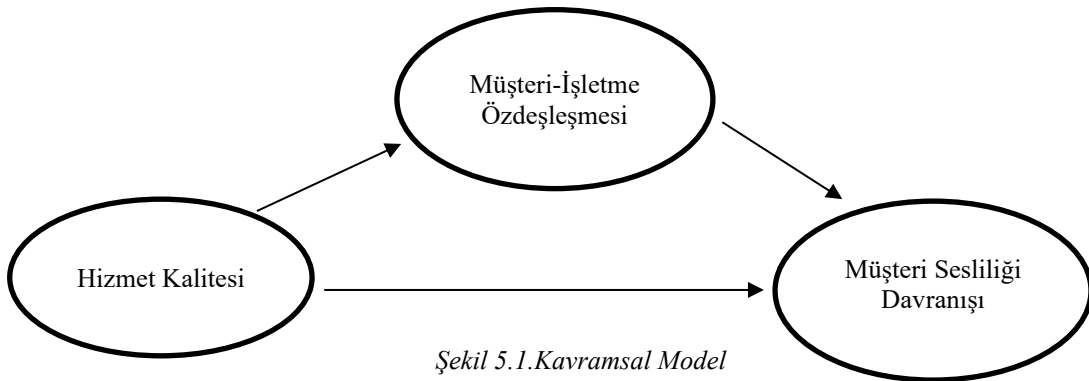 Müşteri-İşletme
Özdeşleşmesi
Hizmet Kalitesi
Müşteri Sesliliği
Davranışı
Şekil 5.1.Kavramsal Model